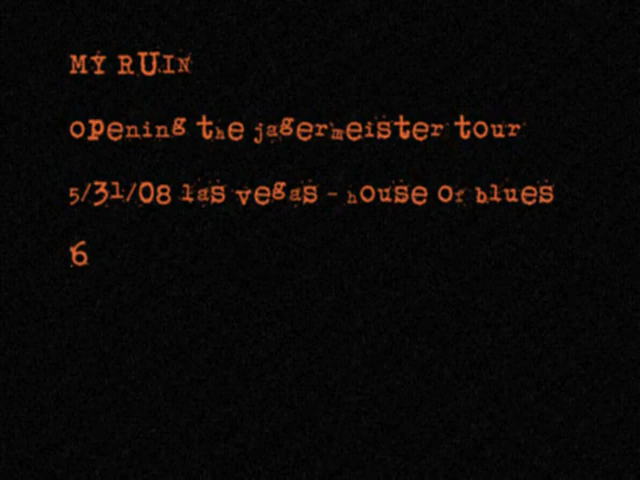 MY RUIN
opening the jagermeister tour
5/31/08 las vegas - house of blues
6